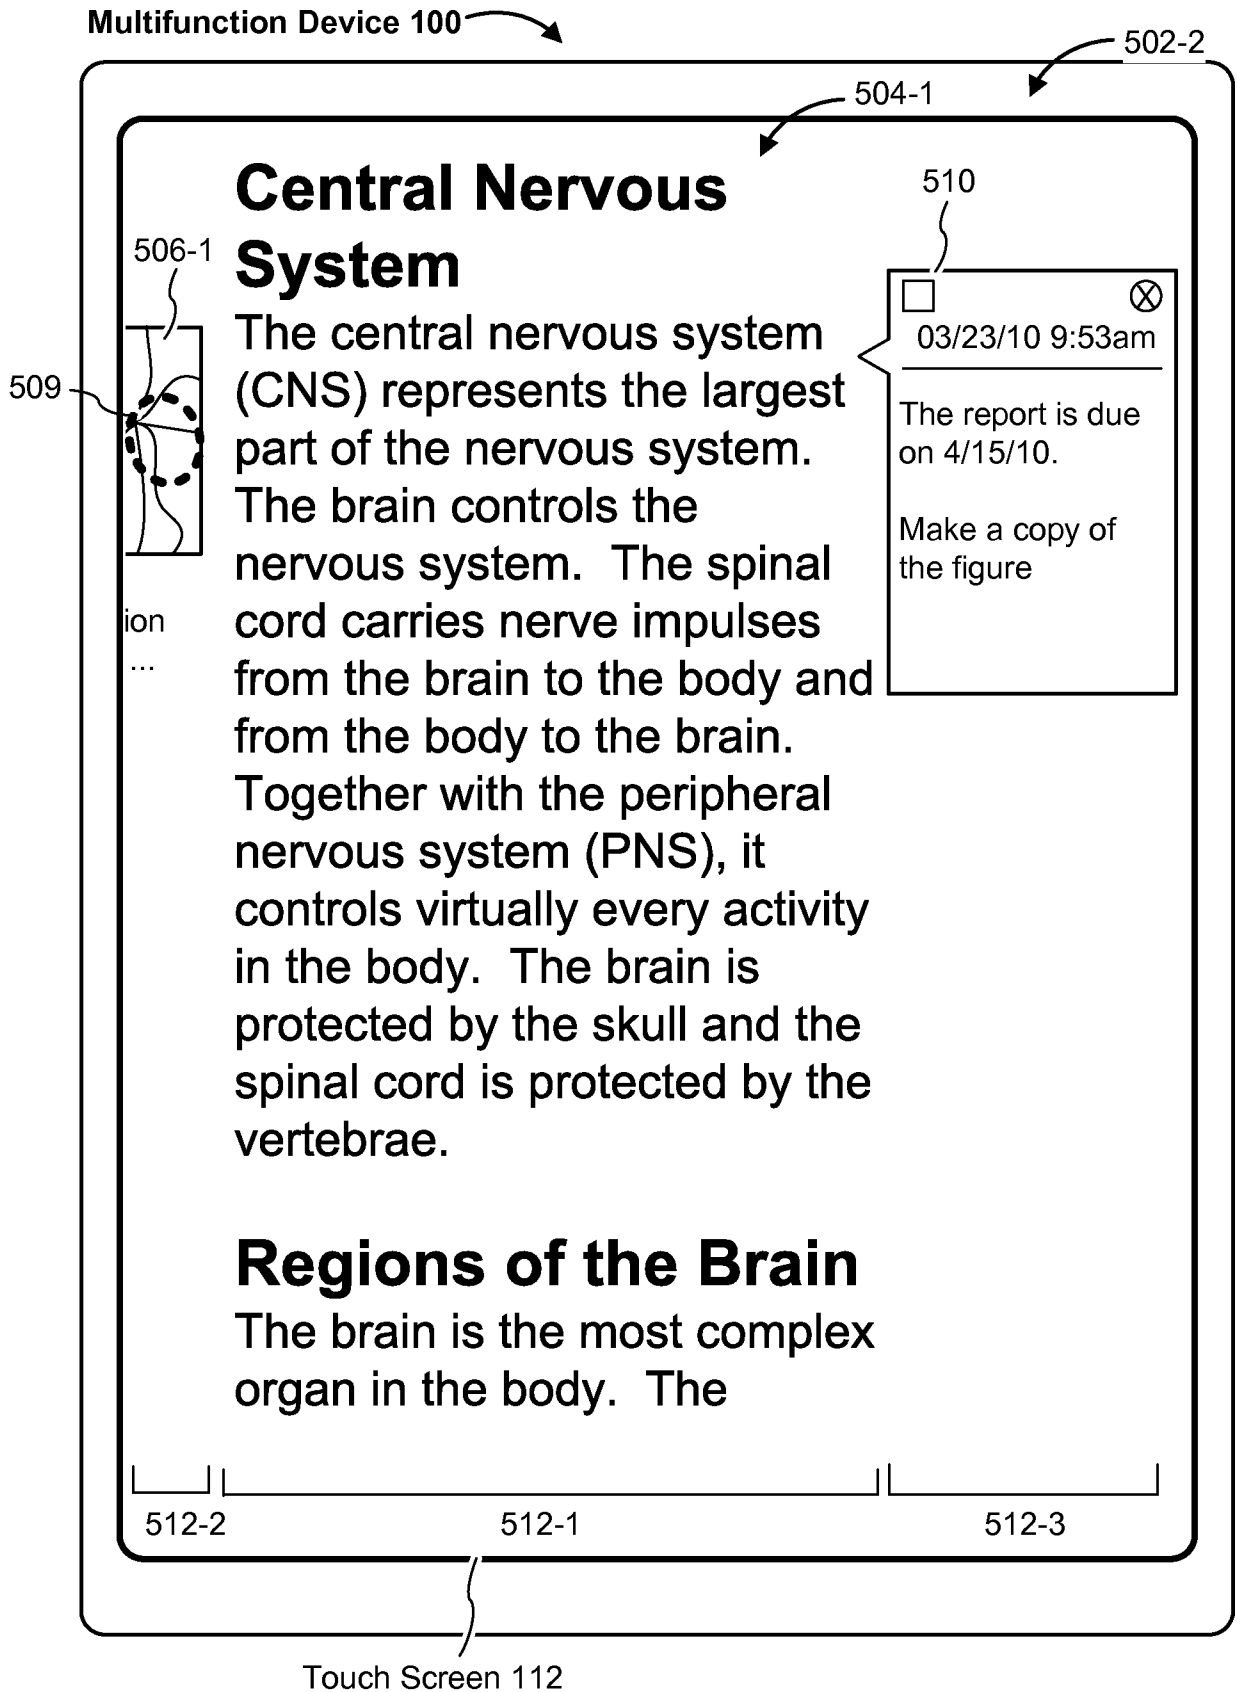 Multifunction Device 100
502-2
504-1
510
506-1
509
Central Nervous
System
The central nervous system
(CNS) represents the largest
part of the nervous system.
The brain controls the
nervous system.  The spinal
cord carries nerve impulses
from the brain to the body and
from the body to the brain.
Together with the peripheral
nervous system (PNS), it
controls virtually every activity
in the body.  The brain is
protected by the skull and the
spinal cord is protected by the
vertebrae.
Regions of the Brain
The brain is the most complex
organ in the body.  The
ion
...
03/23/10 9:53am
The report is due
on 4/15/10.
Make a copy of
the figure
512-2
512-1
512-3
Touch Screen 112